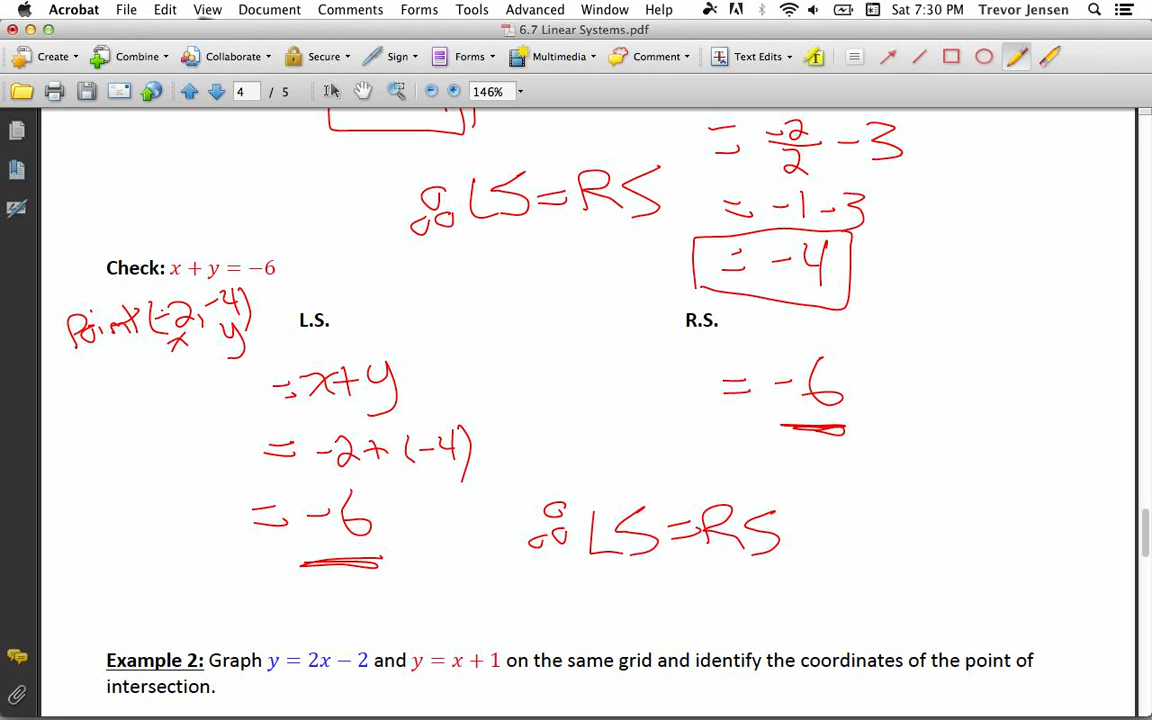 Acrobat File Edit View Document Comments Forms Tools Advanced Window Help Sat 7:30 PM Trevor Jensen
6.7 Linear Systems.pdf
Create Combine Collaborate Secure Sign Forms Multimedia Comment Text Edits
4 / 5 146%
= -2/2 - 3
∴ LS = RS
= -1 - 3
= -4
Check: x + y = −6
Point (-2, -4)
x y
L.S. R.S.
= x + y = -6
= -2 + (-4)
= -6 ∴ LS = RS
Example 2: Graph y = 2x − 2 and y = x + 1 on the same grid and identify the coordinates of the point of
intersection.